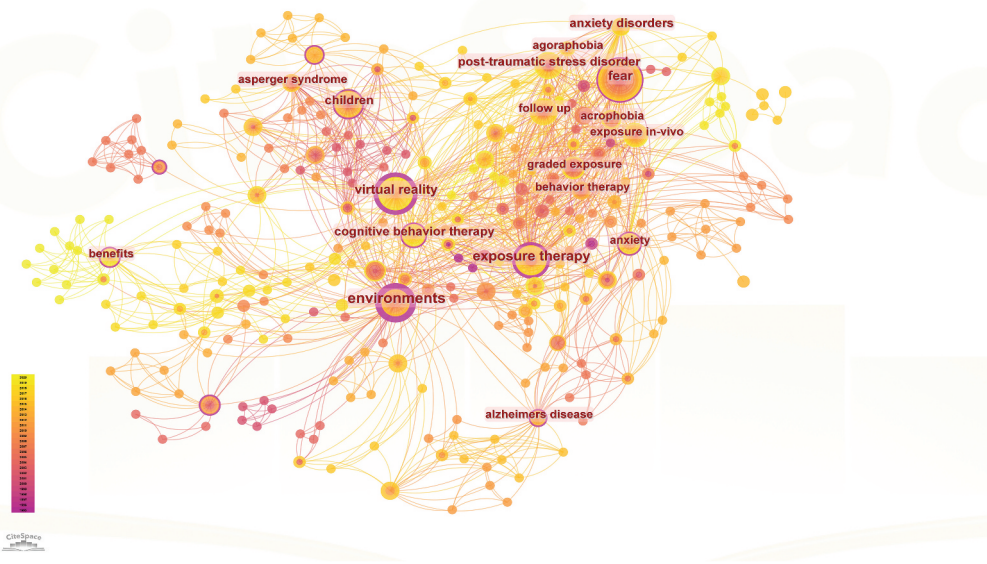 anxiety disorders
agoraphobia
post-traumatic stress disorder
fear
asperger syndrome
children
follow up
acrophobia
exposure in-vivo
graded exposure
behavior therapy
virtual reality
cognitive behavior therapy
anxiety
benefits
exposure therapy
environments
alzheimers disease
CiteSpace